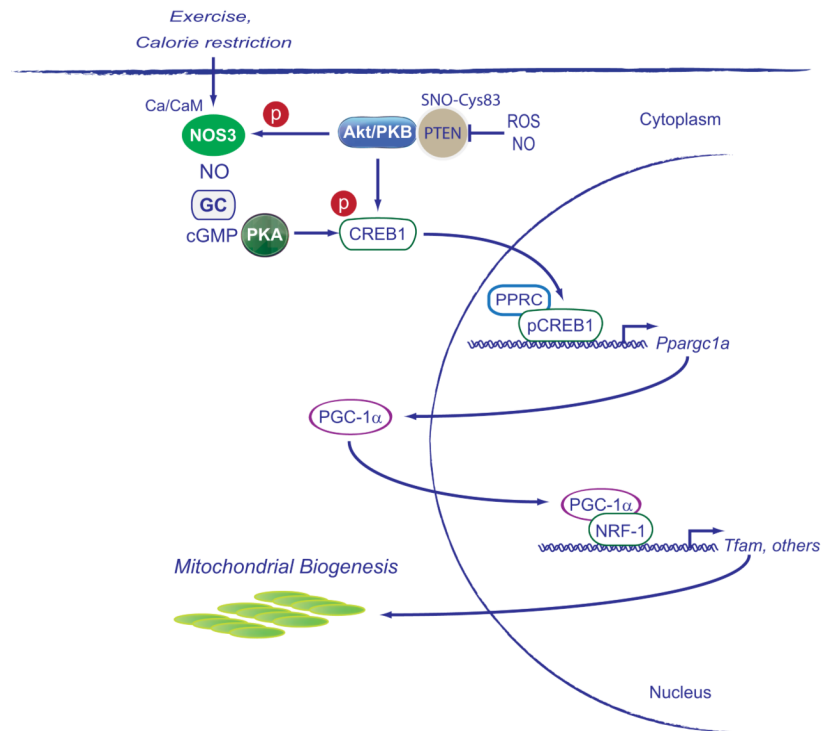 Exercise,
Calorie restriction
Ca/CaM
p
NOS3
Akt/PKB
SNO-Cys83
PTEN
ROS
NO
Cytoplasm
NO
GC
cGMP
PKA
p
CREB1
PPRC
pCREB1
Ppargc1a
PGC-1α
PGC-1α
NRF-1
Tfam, others
Mitochondrial Biogenesis
Nucleus